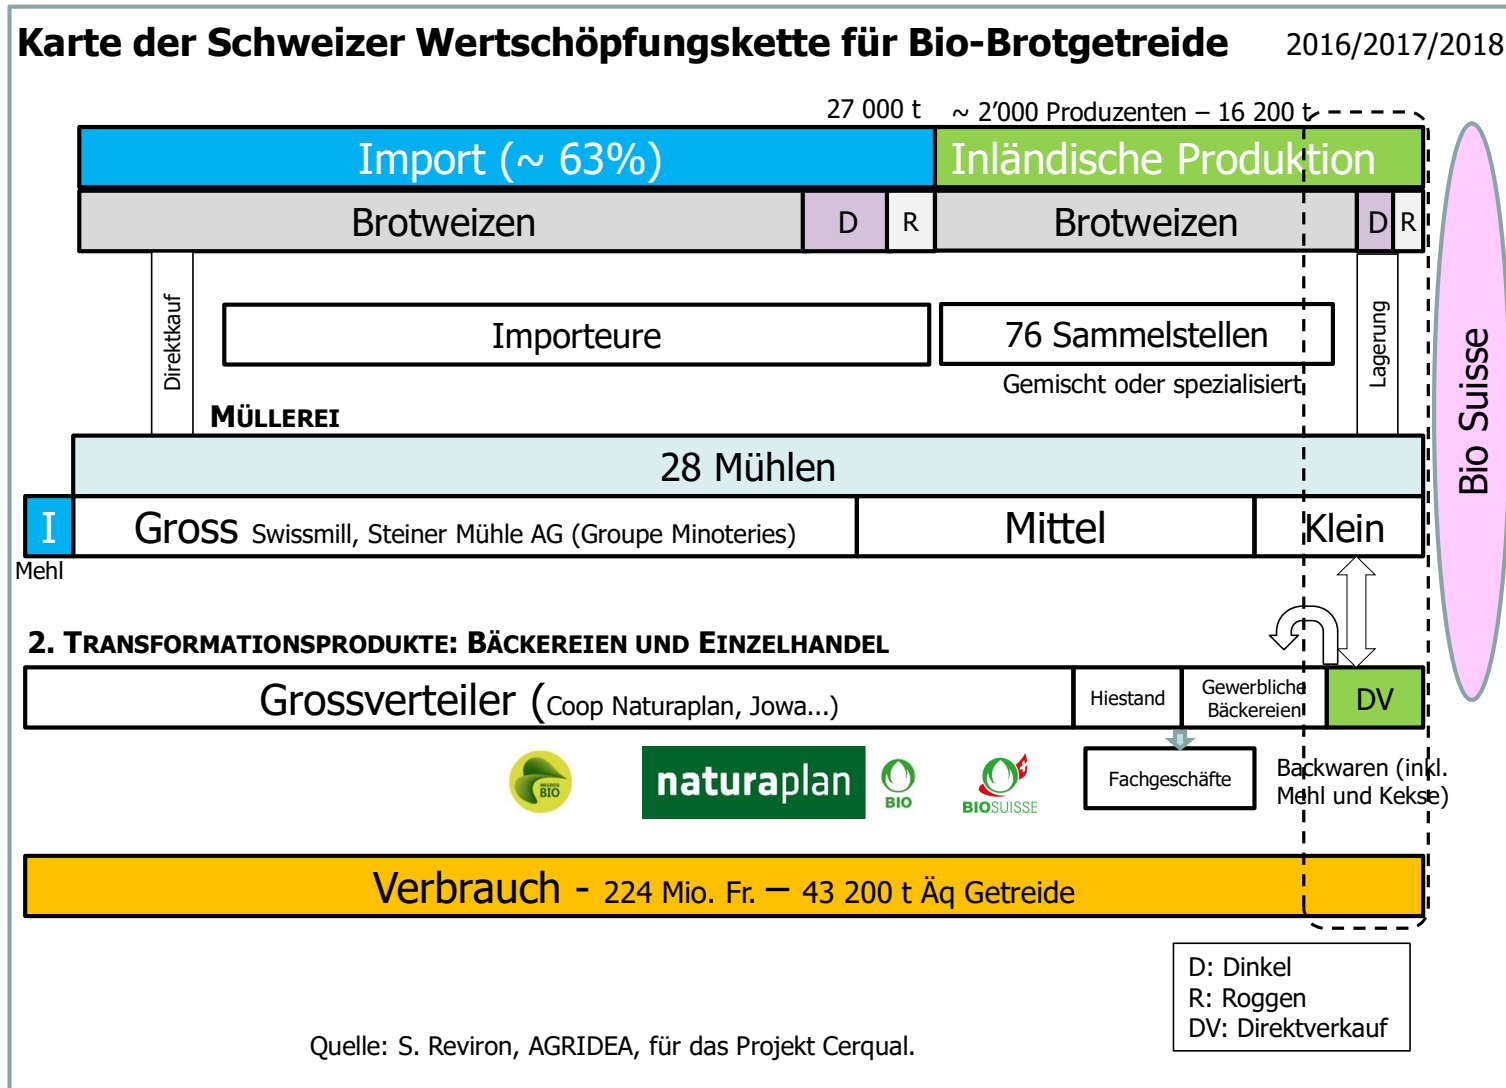 Karte der Schweizer Wertschöpfungskette für Bio-Brotgetreide 2016/2017/2018
27 000 t ~ 2’000 Produzenten – 16 200 t
Import (~ 63%) Inländische Produktion
Brotweizen D R Brotweizen D R
Direktkauf
Importeure
76 Sammelstellen
Gemischt oder spezialisiert
Lagerung
Bio Suisse
MÜLLEREI
28 Mühlen
I Gross Swissmill, Steiner Mühle AG (Groupe Minoteries) Mittel Klein
Mehl
2. TRANSFORMATIONSPRODUKTE: BÄCKEREIEN UND EINZELHANDEL
Grossverteiler (Coop Naturaplan, Jowa...)
Hiestand
Gewerbliche
Bäckereien
DV
MIGROS
BIO
naturaplan
BIO
BIOSUISSE
Fachgeschäfte
Backwaren (inkl.
Mehl und Kekse)
Verbrauch - 224 Mio. Fr. – 43 200 t Äq Getreide
D: Dinkel
R: Roggen
DV: Direktverkauf
Quelle: S. Reviron, AGRIDEA, für das Projekt Cerqual.